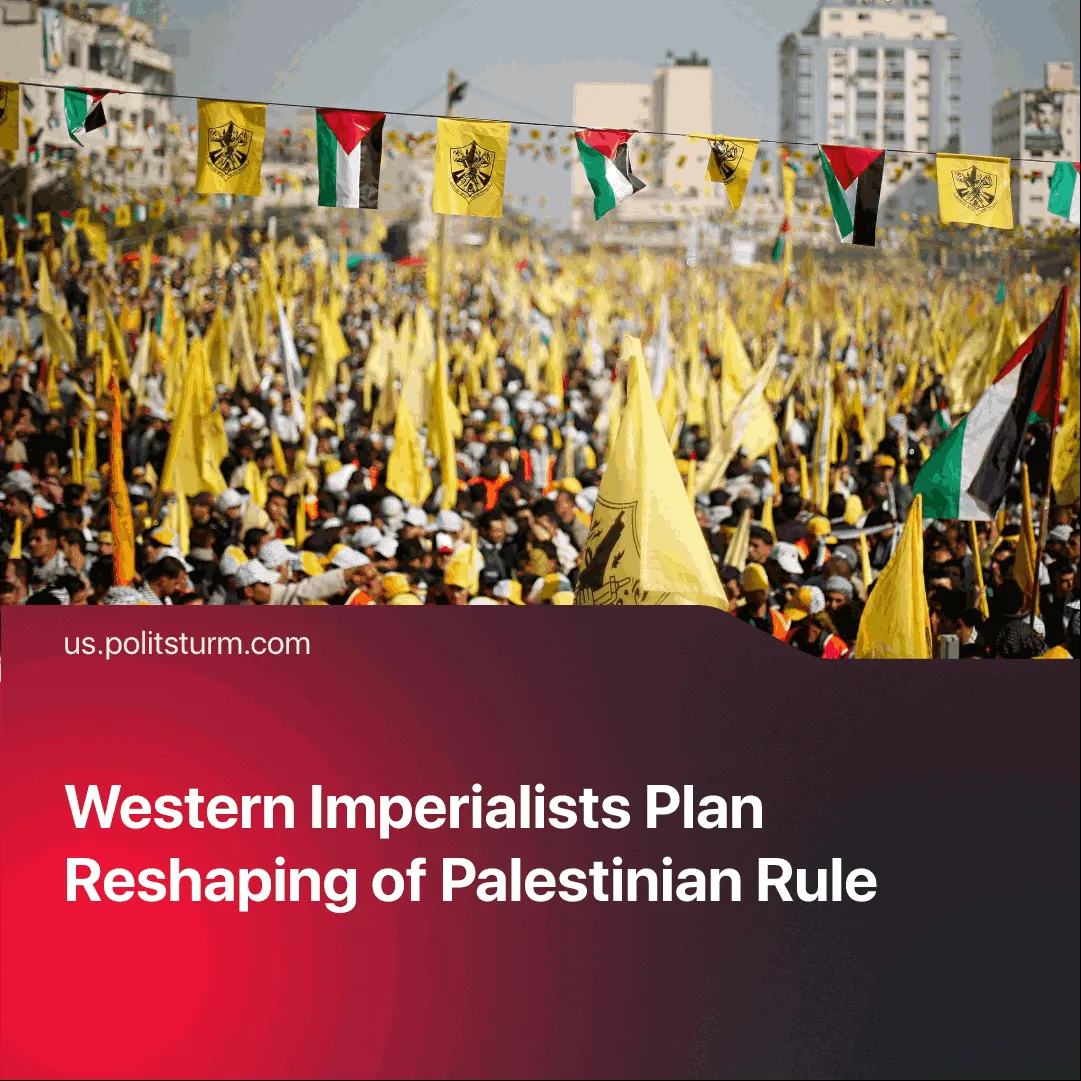 us.politsturm.com
Western Imperialists Plan
Reshaping of Palestinian Rule